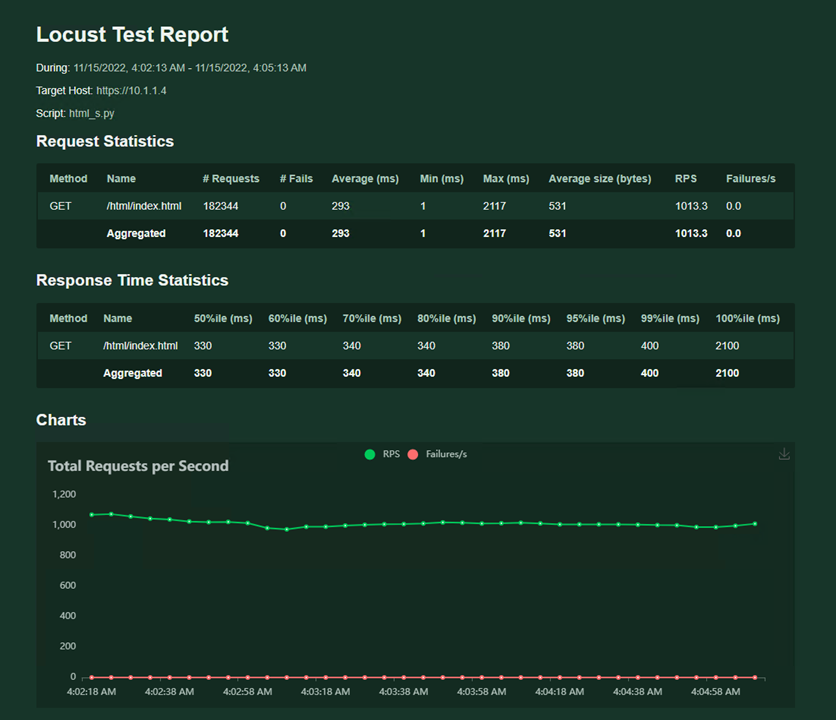 Locust Test Report
During: 11/15/2022, 4:02:13 AM - 11/15/2022, 4:05:13 AM
Target Host: https://10.1.1.4
Script: html_s.py
Request Statistics
Method Name # Requests # Fails Average (ms) Min (ms) Max (ms) Average size (bytes) RPS Failures/s
GET /html/index.html 182344 0 293 1 2117 531 1013.3 0.0
Aggregated 182344 0 293 1 2117 531 1013.3 0.0
Response Time Statistics
Method Name 50%ile (ms) 60%ile (ms) 70%ile (ms) 80%ile (ms) 90%ile (ms) 95%ile (ms) 99%ile (ms) 100%ile (ms)
GET /html/index.html 330 330 340 340 380 380 400 2100
Aggregated 330 330 340 340 380 380 400 2100
Charts
RPS Failures/s
Total Requests per Second
1,200
1,000
800
600
400
200
0
4:02:18 AM 4:02:38 AM 4:02:58 AM 4:03:18 AM 4:03:38 AM 4:03:58 AM 4:04:18 AM 4:04:38 AM 4:04:58 AM